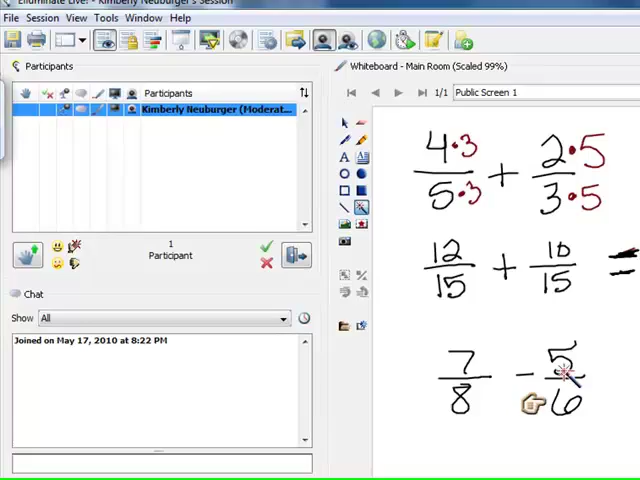 Elluminate Live! - Kimberly Neuburger's Session
File Session View Tools Window Help
Participants
Participants
Kimberly Neuburger (Moderat...
1
Participant
Chat
Show All
Joined on May 17, 2010 at 8:22 PM
Whiteboard - Main Room (Scaled 99%)
1/1 Public Screen 1
A A
4·3 2·5
+
5·3 3·5
12 10
+ =
15 15
7 5
-
8 6